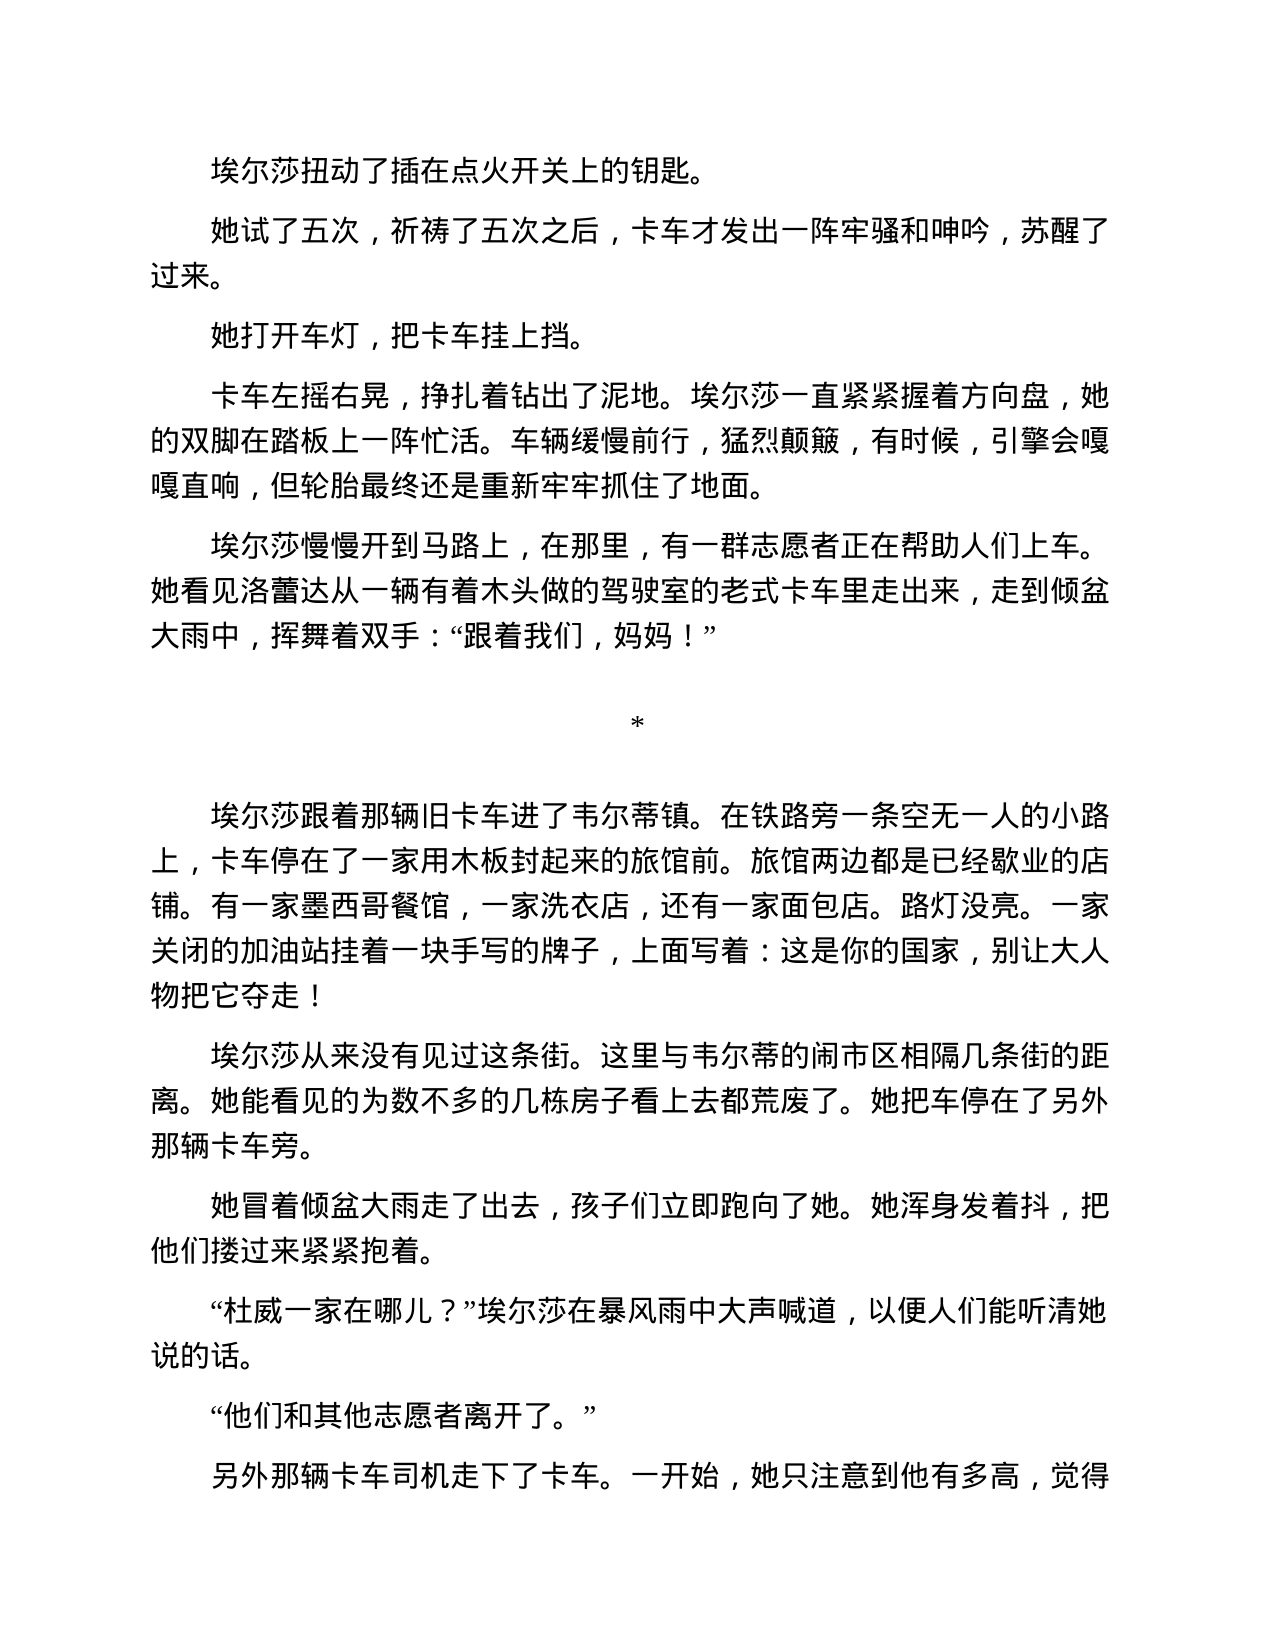 埃尔莎扭动了插在点火开关上的钥匙。
她试了五次，祈祷了五次之后，卡车才发出一阵牢骚和呻吟，苏醒了
过来。
她打开车灯，把卡车挂上挡。
卡车左摇右晃，挣扎着钻出了泥地。埃尔莎一直紧紧握着方向盘，她
的双脚在踏板上一阵忙活。车辆缓慢前行，猛烈颠簸，有时候，引擎会嘎
嘎直响，但轮胎最终还是重新牢牢抓住了地面。
埃尔莎慢慢开到马路上，在那里，有一群志愿者正在帮助人们上车。
她看见洛蕾达从一辆有着木头做的驾驶室的老式卡车里走出来，走到倾盆
大雨中，挥舞着双手：“跟着我们，妈妈！”
*
埃尔莎跟着那辆旧卡车进了韦尔蒂镇。在铁路旁一条空无一人的小路
上，卡车停在了一家用木板封起来的旅馆前。旅馆两边都是已经歇业的店
铺。有一家墨西哥餐馆，一家洗衣店，还有一家面包店。路灯没亮。一家
关闭的加油站挂着一块手写的牌子，上面写着：这是你的国家，别让大人
物把它夺走！
埃尔莎从来没有见过这条街。这里与韦尔蒂的闹市区相隔几条街的距
离。她能看见的为数不多的几栋房子看上去都荒废了。她把车停在了另外
那辆卡车旁。
她冒着倾盆大雨走了出去，孩子们立即跑向了她。她浑身发着抖，把
他们搂过来紧紧抱着。
“杜威一家在哪儿？”埃尔莎在暴风雨中大声喊道，以便人们能听清她
说的话。
“他们和其他志愿者离开了。”
另外那辆卡车司机走下了卡车。一开始，她只注意到他有多高，觉得